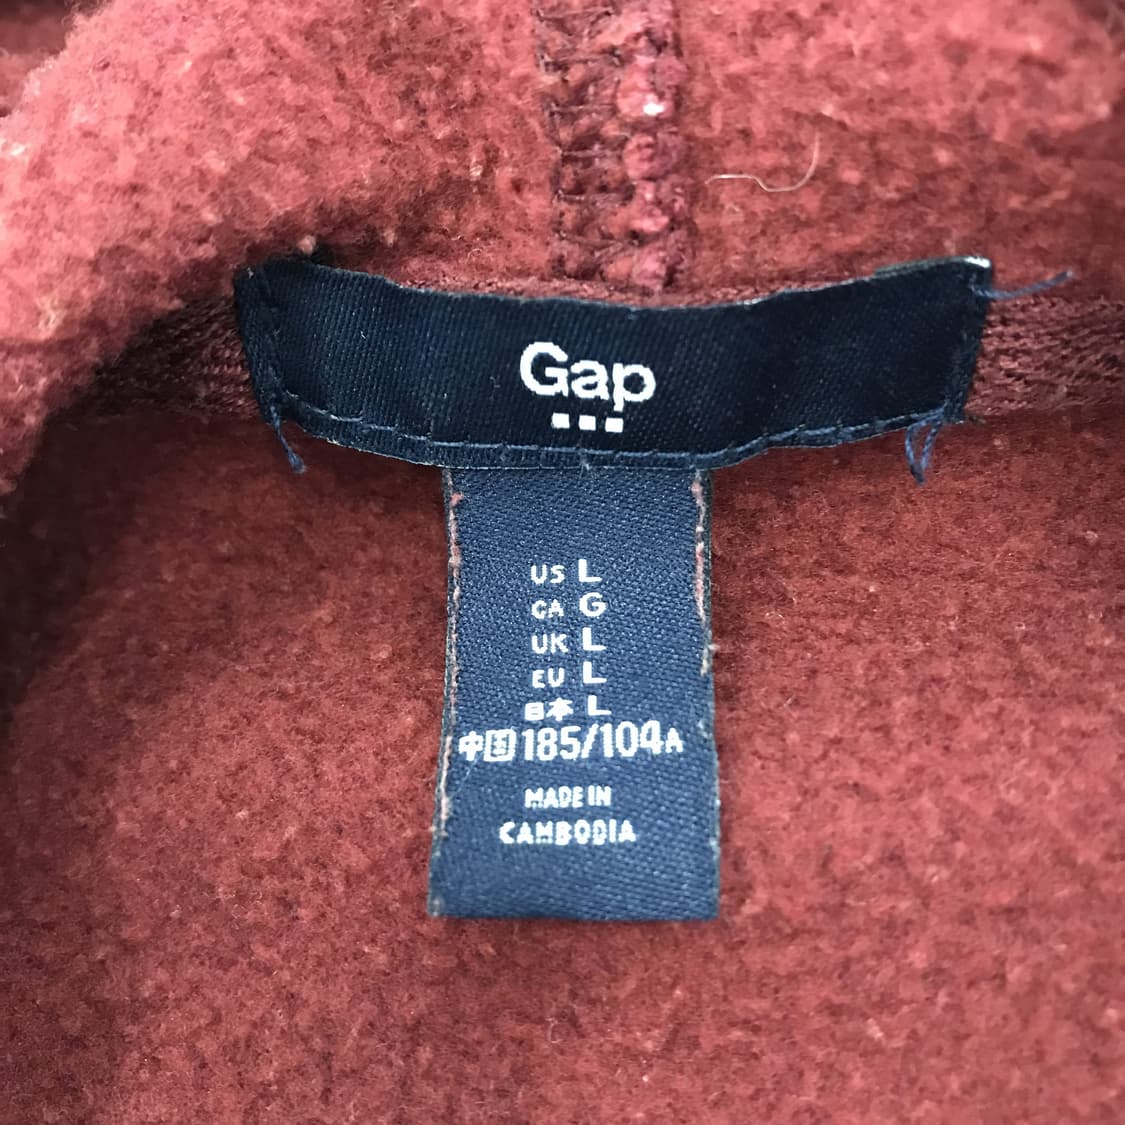 Gap
US L
CA G
UK L
EU L
日本 L
中国 185/104A
MADE IN
CAMBODIA